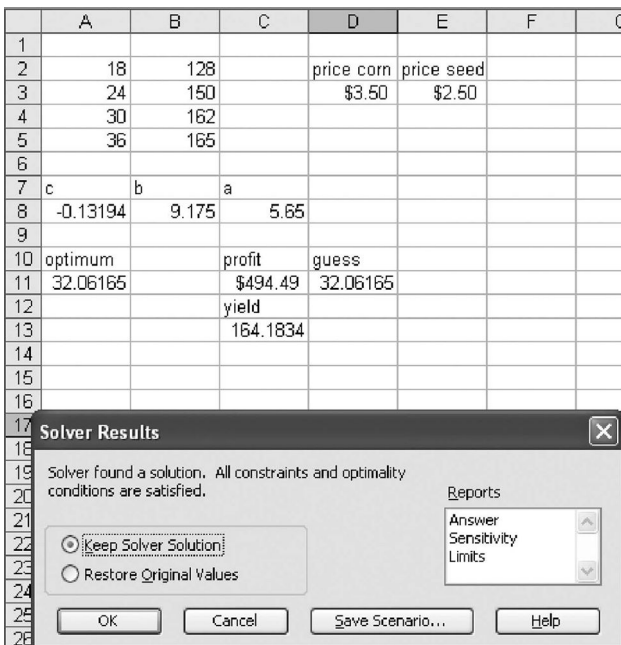 A B C D E F
1
2 18 128 price corn price seed
3 24 150 $3.50 $2.50
4 30 162
5 36 165
6
7 c b a
8 -0.13194 9.175 5.65
9
10 optimum profit guess
11 32.06165 $494.49 32.06165
12 yield
13 164.1834
14
15
16
17
Solver Results
18
19
Solver found a solution. All constraints and optimality
conditions are satisfied.
20
Reports
21
Answer
22
Keep Solver Solution
Sensitivity
23
Limits
Restore Original Values
24
25
OK Cancel Save Scenario... Help
26